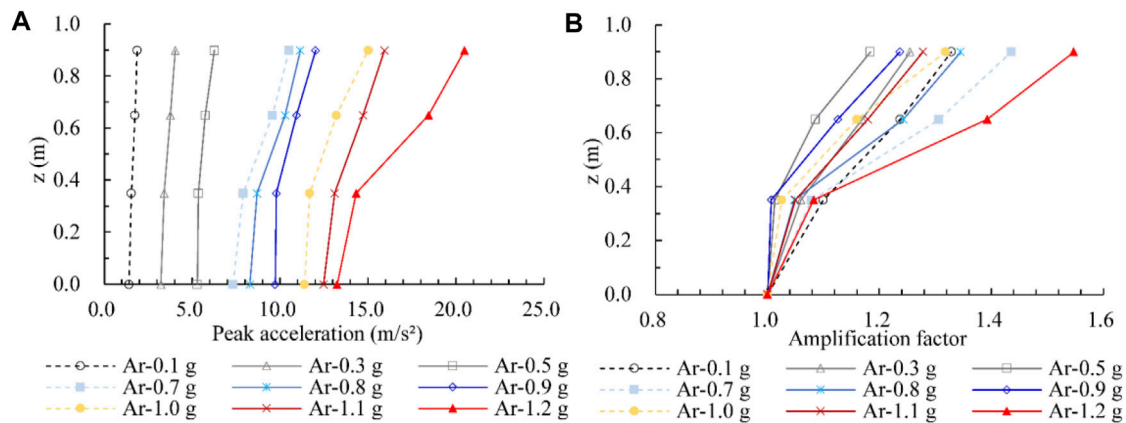 A
z (m)
1.0
0.8
0.6
0.4
0.2
0.0
0.0 5.0 10.0 15.0 20.0 25.0
Peak acceleration (m/s²)
Ar-0.1 g Ar-0.3 g Ar-0.5 g
Ar-0.7 g Ar-0.8 g Ar-0.9 g
Ar-1.0 g Ar-1.1 g Ar-1.2 g
B
z (m)
1.0
0.8
0.6
0.4
0.2
0.0
0.8 1.0 1.2 1.4 1.6
Amplification factor
Ar-0.1 g Ar-0.3 g Ar-0.5 g
Ar-0.7 g Ar-0.8 g Ar-0.9 g
Ar-1.0 g Ar-1.1 g Ar-1.2 g